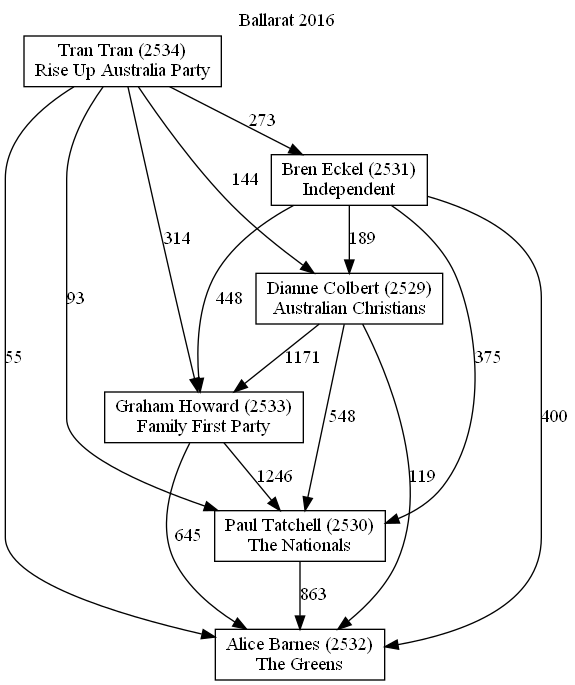 Ballarat 2016
Tran Tran (2534)
Rise Up Australia Party
273
Bren Eckel (2531)
Independent
144
314
189
448
93
55
Dianne Colbert (2529)
Australian Christians
1171
375
548
400
Graham Howard (2533)
Family First Party
1246
119
645
Paul Tatchell (2530)
The Nationals
863
Alice Barnes (2532)
The Greens